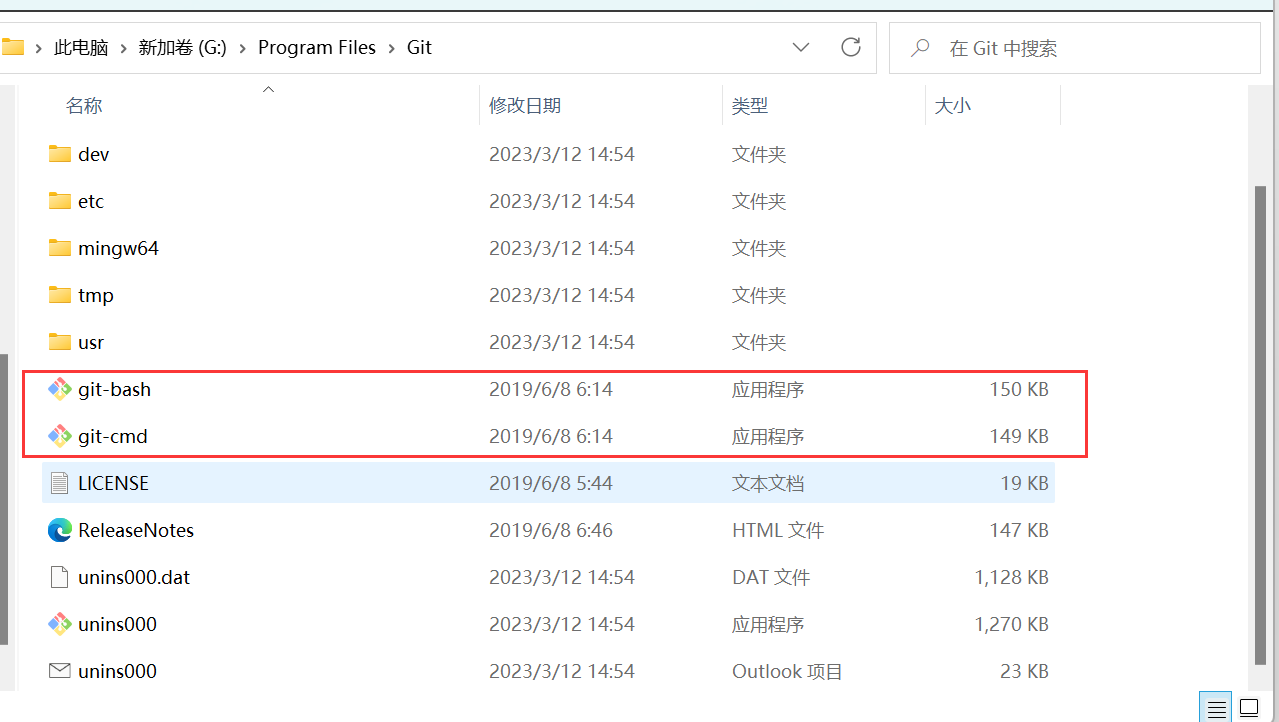 此电脑 › 新加卷 (G:) › Program Files › Git 在 Git 中搜索
名称 修改日期 类型 大小
dev 2023/3/12 14:54 文件夹
etc 2023/3/12 14:54 文件夹
mingw64 2023/3/12 14:54 文件夹
tmp 2023/3/12 14:54 文件夹
usr 2023/3/12 14:54 文件夹
git-bash 2019/6/8 6:14 应用程序 150 KB
git-cmd 2019/6/8 6:14 应用程序 149 KB
LICENSE 2019/6/8 5:44 文本文档 19 KB
ReleaseNotes 2019/6/8 6:46 HTML 文件 147 KB
unins000.dat 2023/3/12 14:54 DAT 文件 1,128 KB
unins000 2023/3/12 14:54 应用程序 1,270 KB
unins000 2023/3/12 14:54 Outlook 项目 23 KB